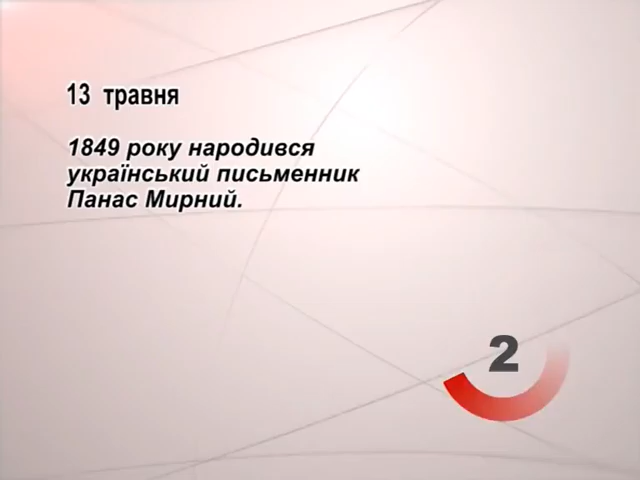 13 травня
1849 року народився
український письменник
Панас Мирний.
2